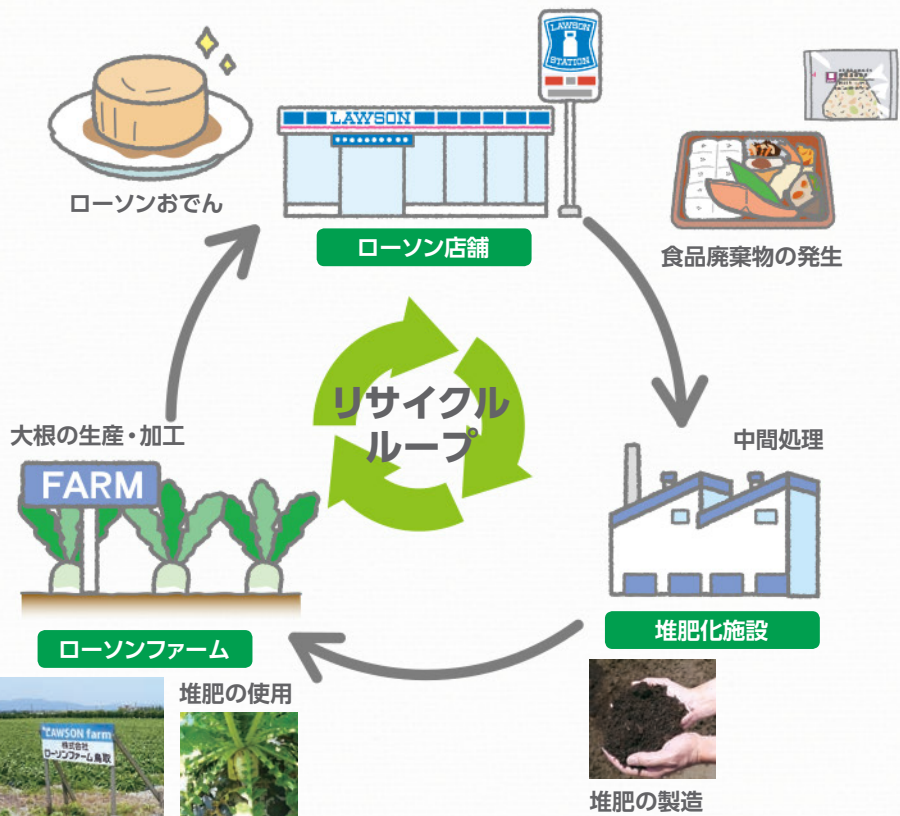 LAWSON
STATION
LAWSON
ローソンおでん
ローソン店舗
食品廃棄物の発生
リサイクル
ループ
大根の生産・加工
FARM
中間処理
ローソンファーム
堆肥化施設
堆肥の使用
LAWSON farm
株式会社
ローソンファーム鳥取
堆肥の製造